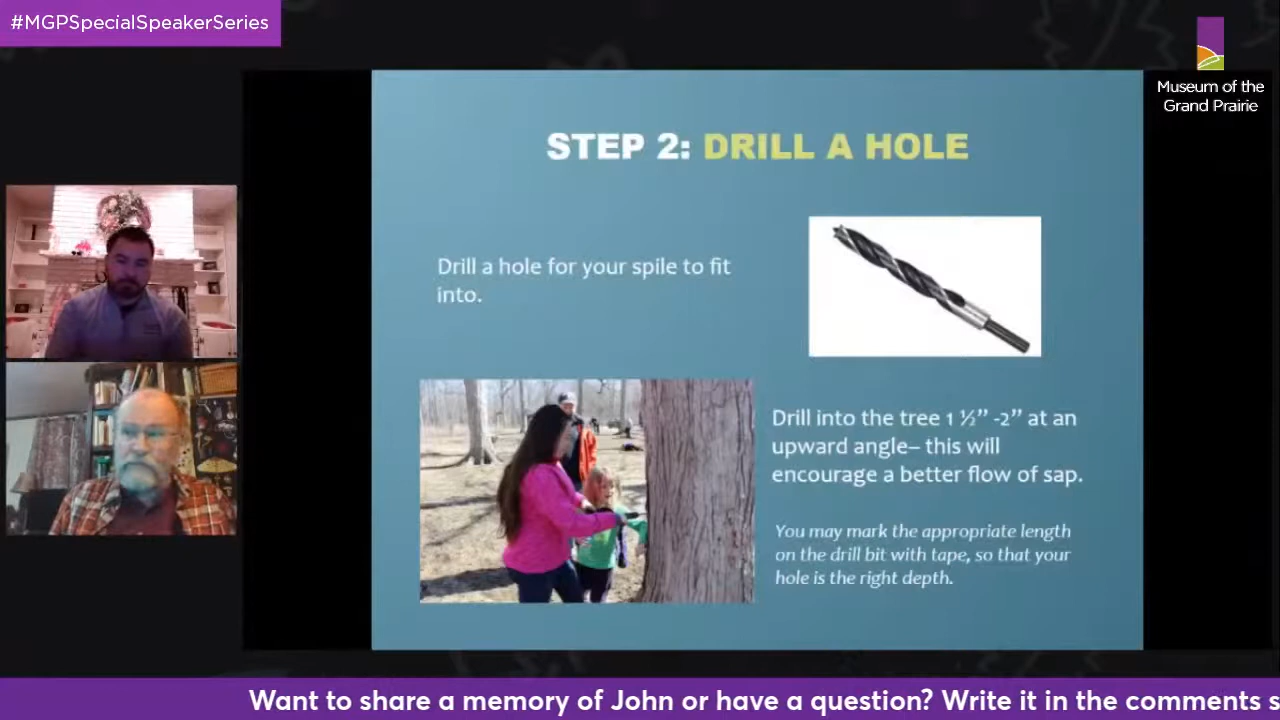 #MGPSpecialSpeakerSeries
Museum of the
Grand Prairie
STEP 2: DRILL A HOLE
Drill a hole for your spile to fit
into.
Drill into the tree 1 ½” -2” at an
upward angle– this will
encourage a better flow of sap.
You may mark the appropriate length
on the drill bit with tape, so that your
hole is the right depth.
Want to share a memory of John or have a question? Write it in the comments s